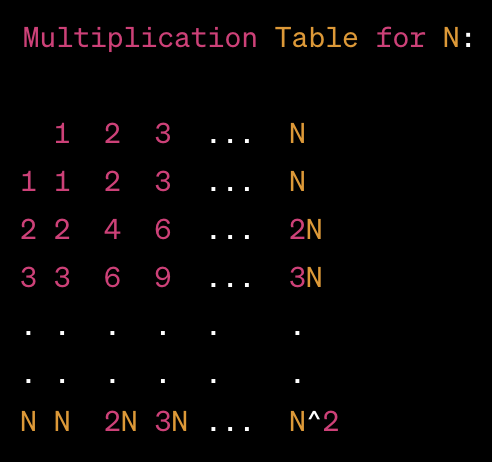 Multiplication Table for N:
1 2 3 ... N
1 1 2 3 ... N
2 2 4 6 ... 2N
3 3 6 9 ... 3N
. . . . . .
. . . . . .
N N 2N 3N ... N^2